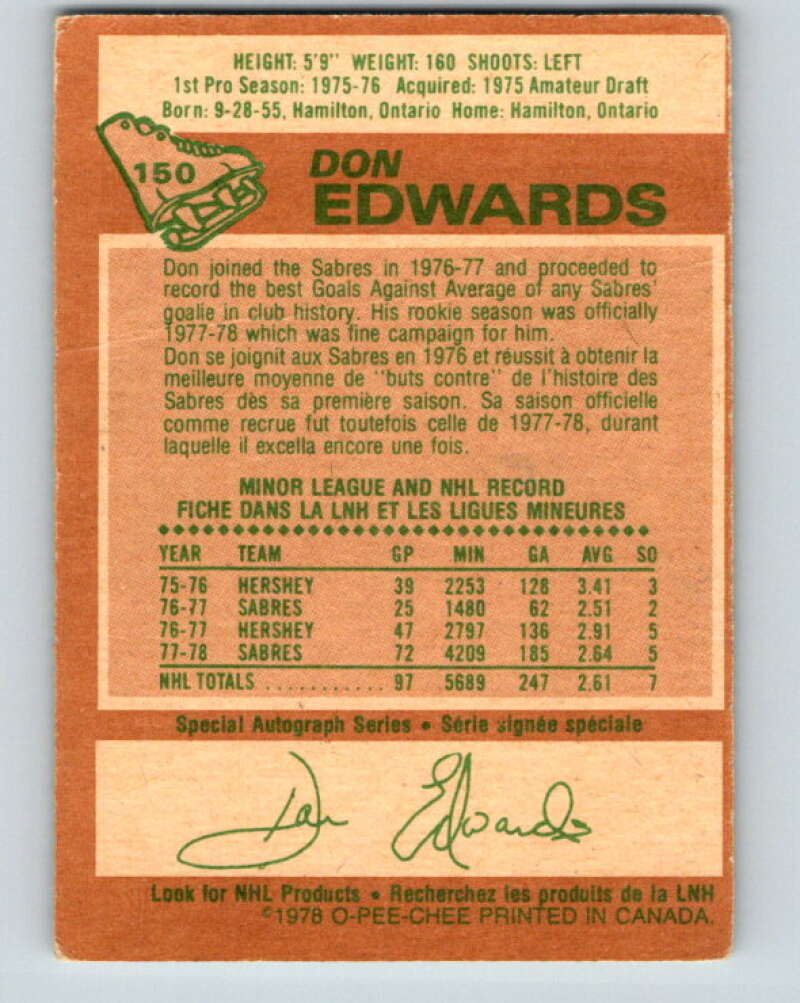 HEIGHT: 5'9" WEIGHT: 160 SHOOTS: LEFT
1st Pro Season: 1975-76 Acquired: 1975 Amateur Draft
Born: 9-28-55, Hamilton, Ontario Home: Hamilton, Ontario
150
DON
EDWARDS
Don joined the Sabres in 1976-77 and proceeded to
record the best Goals Against Average of any Sabres'
goalie in club history. His rookie season was officially
1977-78 which was fine campaign for him.
Don se joignit aux Sabres en 1976 et réussit à obtenir la
meilleure moyenne de "buts contre" de l'histoire des
Sabres dès sa première saison. Sa saison officielle
comme recrue fut toutefois celle de 1977-78, durant
laquelle il excella encore une fois.
MINOR LEAGUE AND NHL RECORD
FICHE DANS LA LNH ET LES LIGUES MINEURES
YEAR TEAM GP MIN GA AVG SO
75-76 HERSHEY 39 2253 128 3.41 3
76-77 SABRES 25 1480 62 2.51 2
76-77 HERSHEY 47 2797 136 2.91 5
77-78 SABRES 72 4209 185 2.64 5
NHL TOTALS ............ 97 5689 247 2.61 7
Special Autograph Series • Série signée spéciale
Don Edwards
Look for NHL Products • Recherchez les produits de la LNH
©1978 O-PEE-CHEE PRINTED IN CANADA.